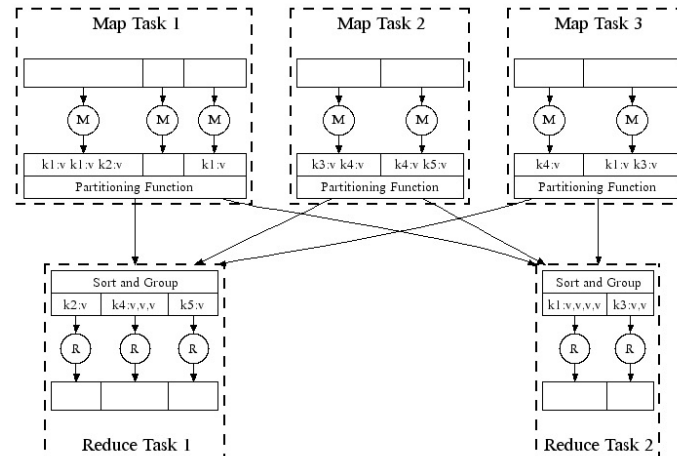 Map Task 1
M
M
M
k1:v k1:v k2:v
k1:v
Partitioning Function
Map Task 2
M
M
k3:v k4:v
k4:v k5:v
Partitioning Function
Map Task 3
M
M
k4:v
k1:v k3:v
Partitioning Function
Sort and Group
k2:v
k4:v,v,v
k5:v
R
R
R
Reduce Task 1
Sort and Group
k1:v,v,v,v
k3:v,v
R
R
Reduce Task 2